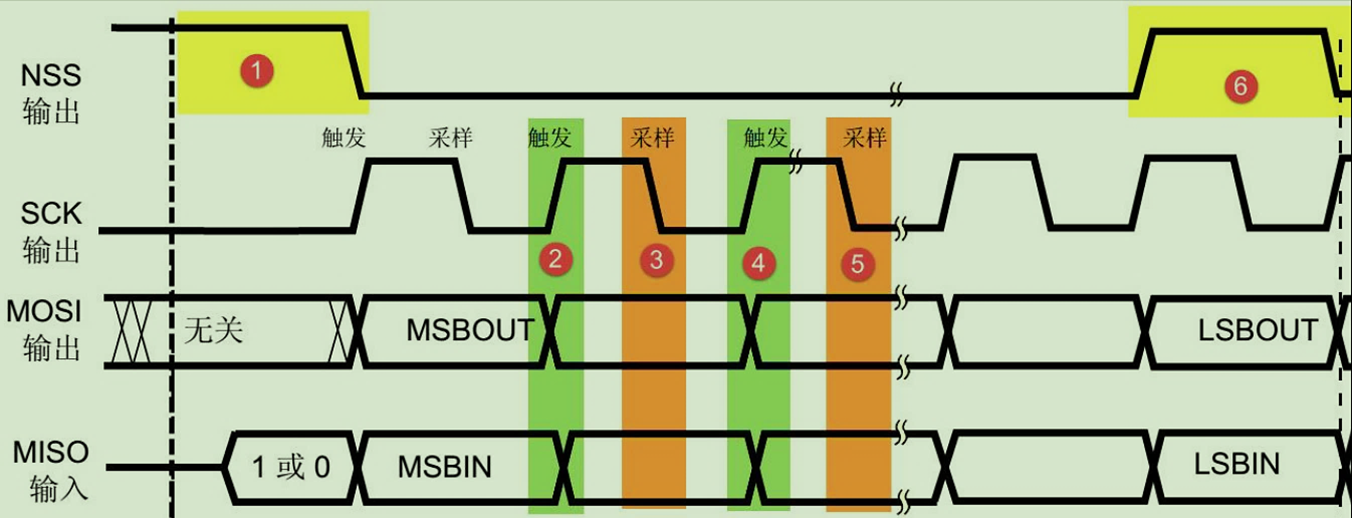 NSS
输出
1
6
触发 采样 触发 采样 触发 采样
SCK
输出
2 3 4 5
MOSI
输出
无关 MSBOUT LSBOUT
MISO
输入
1 或 0 MSBIN LSBIN